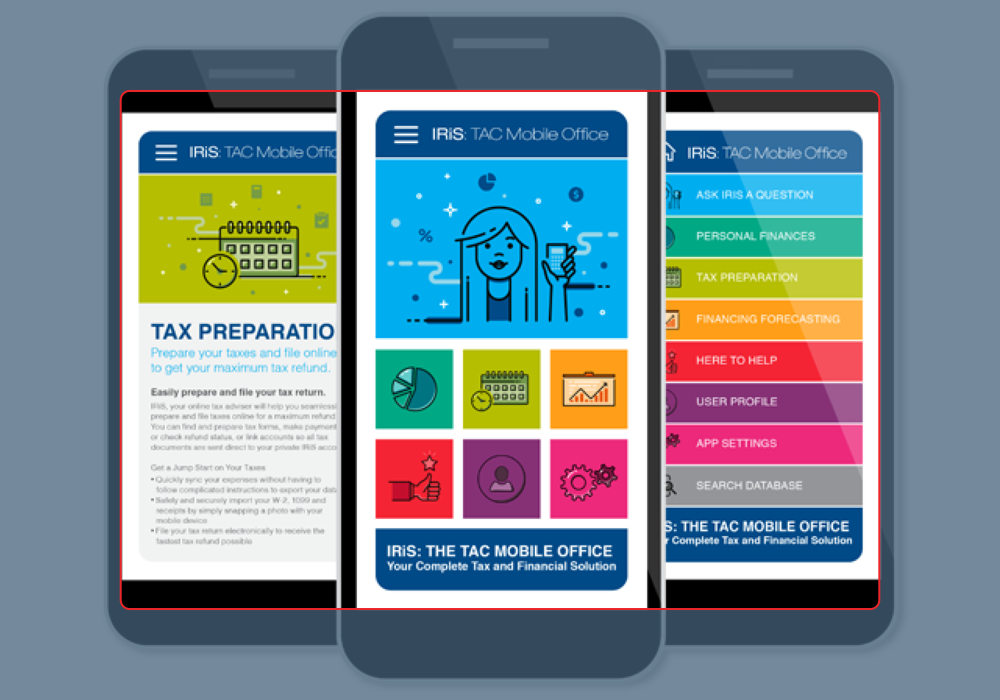 IRiS: TAC Mobile Offic
TAX PREPARATIO
Prepare your taxes and file online
to get your maximum tax refund.
Easily prepare and file your tax return.
IRiS, your online tax adviser will help you seamless
prepare and file taxes online for a maximum refund
You can find and prepare tax forms, make payment
or check refund status, or link accounts so all tax
documents are sent direct to your private IRiS acco
Get a Jump Start on Your Taxes
• Quickly sync your expenses without having to
follow complicated instructions to export your data
• Safely and securely import your W-2, 1099 and
receipts by simply snapping a photo with your
mobile device
• File your tax return electronically to receive the
fastest tax refund possible
IRiS: TAC Mobile Office
%
$
IRiS: THE TAC MOBILE OFFICE
Your Complete Tax and Financial Solution
IRiS: TAC Mobile Office
ASK IRIS A QUESTION
PERSONAL FINANCES
TAX PREPARATION
FINANCING FORECASTING
HERE TO HELP
USER PROFILE
APP SETTINGS
SEARCH DATABASE
S: THE TAC MOBILE OFFICE
r Complete Tax and Financial Solution